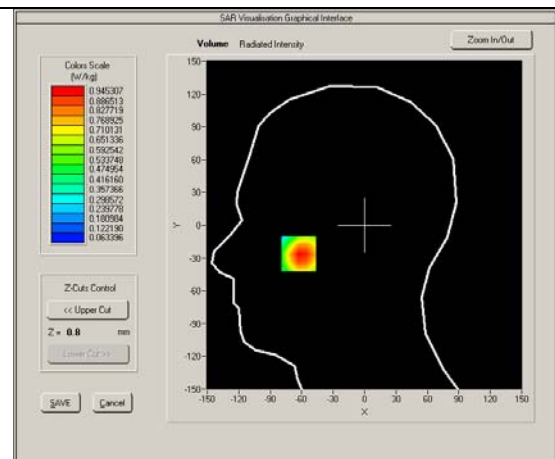 SAR Visualisation Graphical Interface
Volume Radiated Intensity
Zoom In/Out
Colors Scale
(W/kg)
0.945307
0.886513
0.827719
0.768925
0.710131
0.651336
0.592542
0.533748
0.474954
0.416160
0.357366
0.298572
0.239778
0.180984
0.122190
0.063396
Z-Cuts Control
<< Upper Cut
Z = 0.0 mm
Lower Cut >>
SAVE
Cancel
150
120
90
60
30
0
-30
-60
-90
-120
-150
Y
-150 -120 -90 -60 -30 0 30 60 90 120 150
X